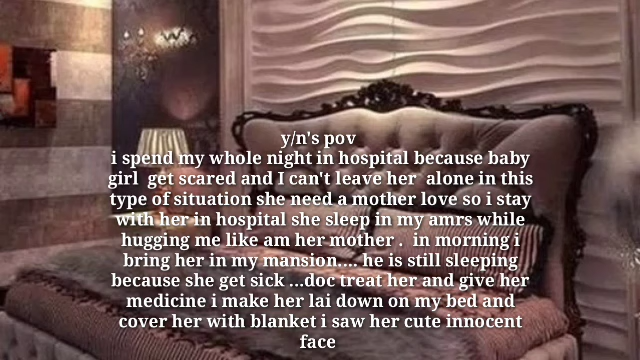 y/n's pov
i spend my whole night in hospital because baby
girl get scared and I can't leave her alone in this
type of situation she need a mother love so i stay
with her in hospital she sleep in my amrs while
hugging me like am her mother . in morning i
bring her in my mansion.... he is still sleeping
because she get sick ...doc treat her and give her
medicine i make her lai down on my bed and
cover her with blanket i saw her cute innocent
face